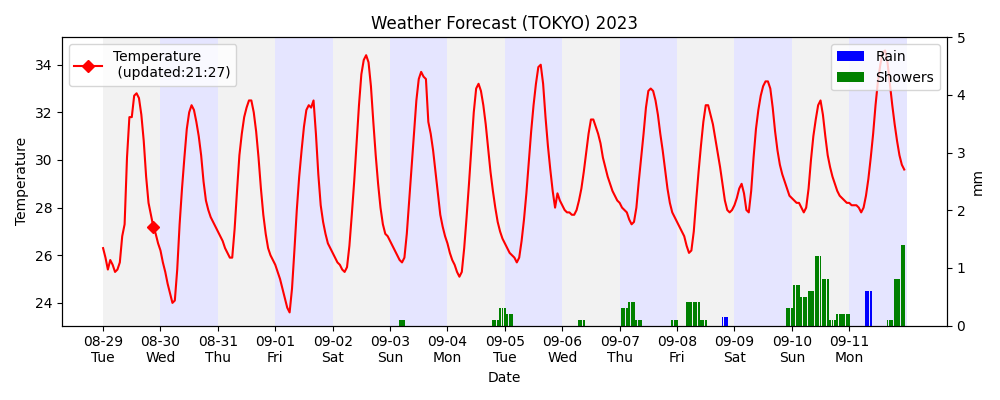 Weather Forecast (TOKYO) 2023
Temperature
(updated:21:27)
Rain
Showers
Temperature
34
32
30
28
26
24
5
4
3
2
1
0
mm
08-29 08-30 08-31 09-01 09-02 09-03 09-04 09-05 09-06 09-07 09-08 09-09 09-10 09-11
Tue Wed Thu Fri Sat Sun Mon Tue Wed Thu Fri Sat Sun Mon
Date